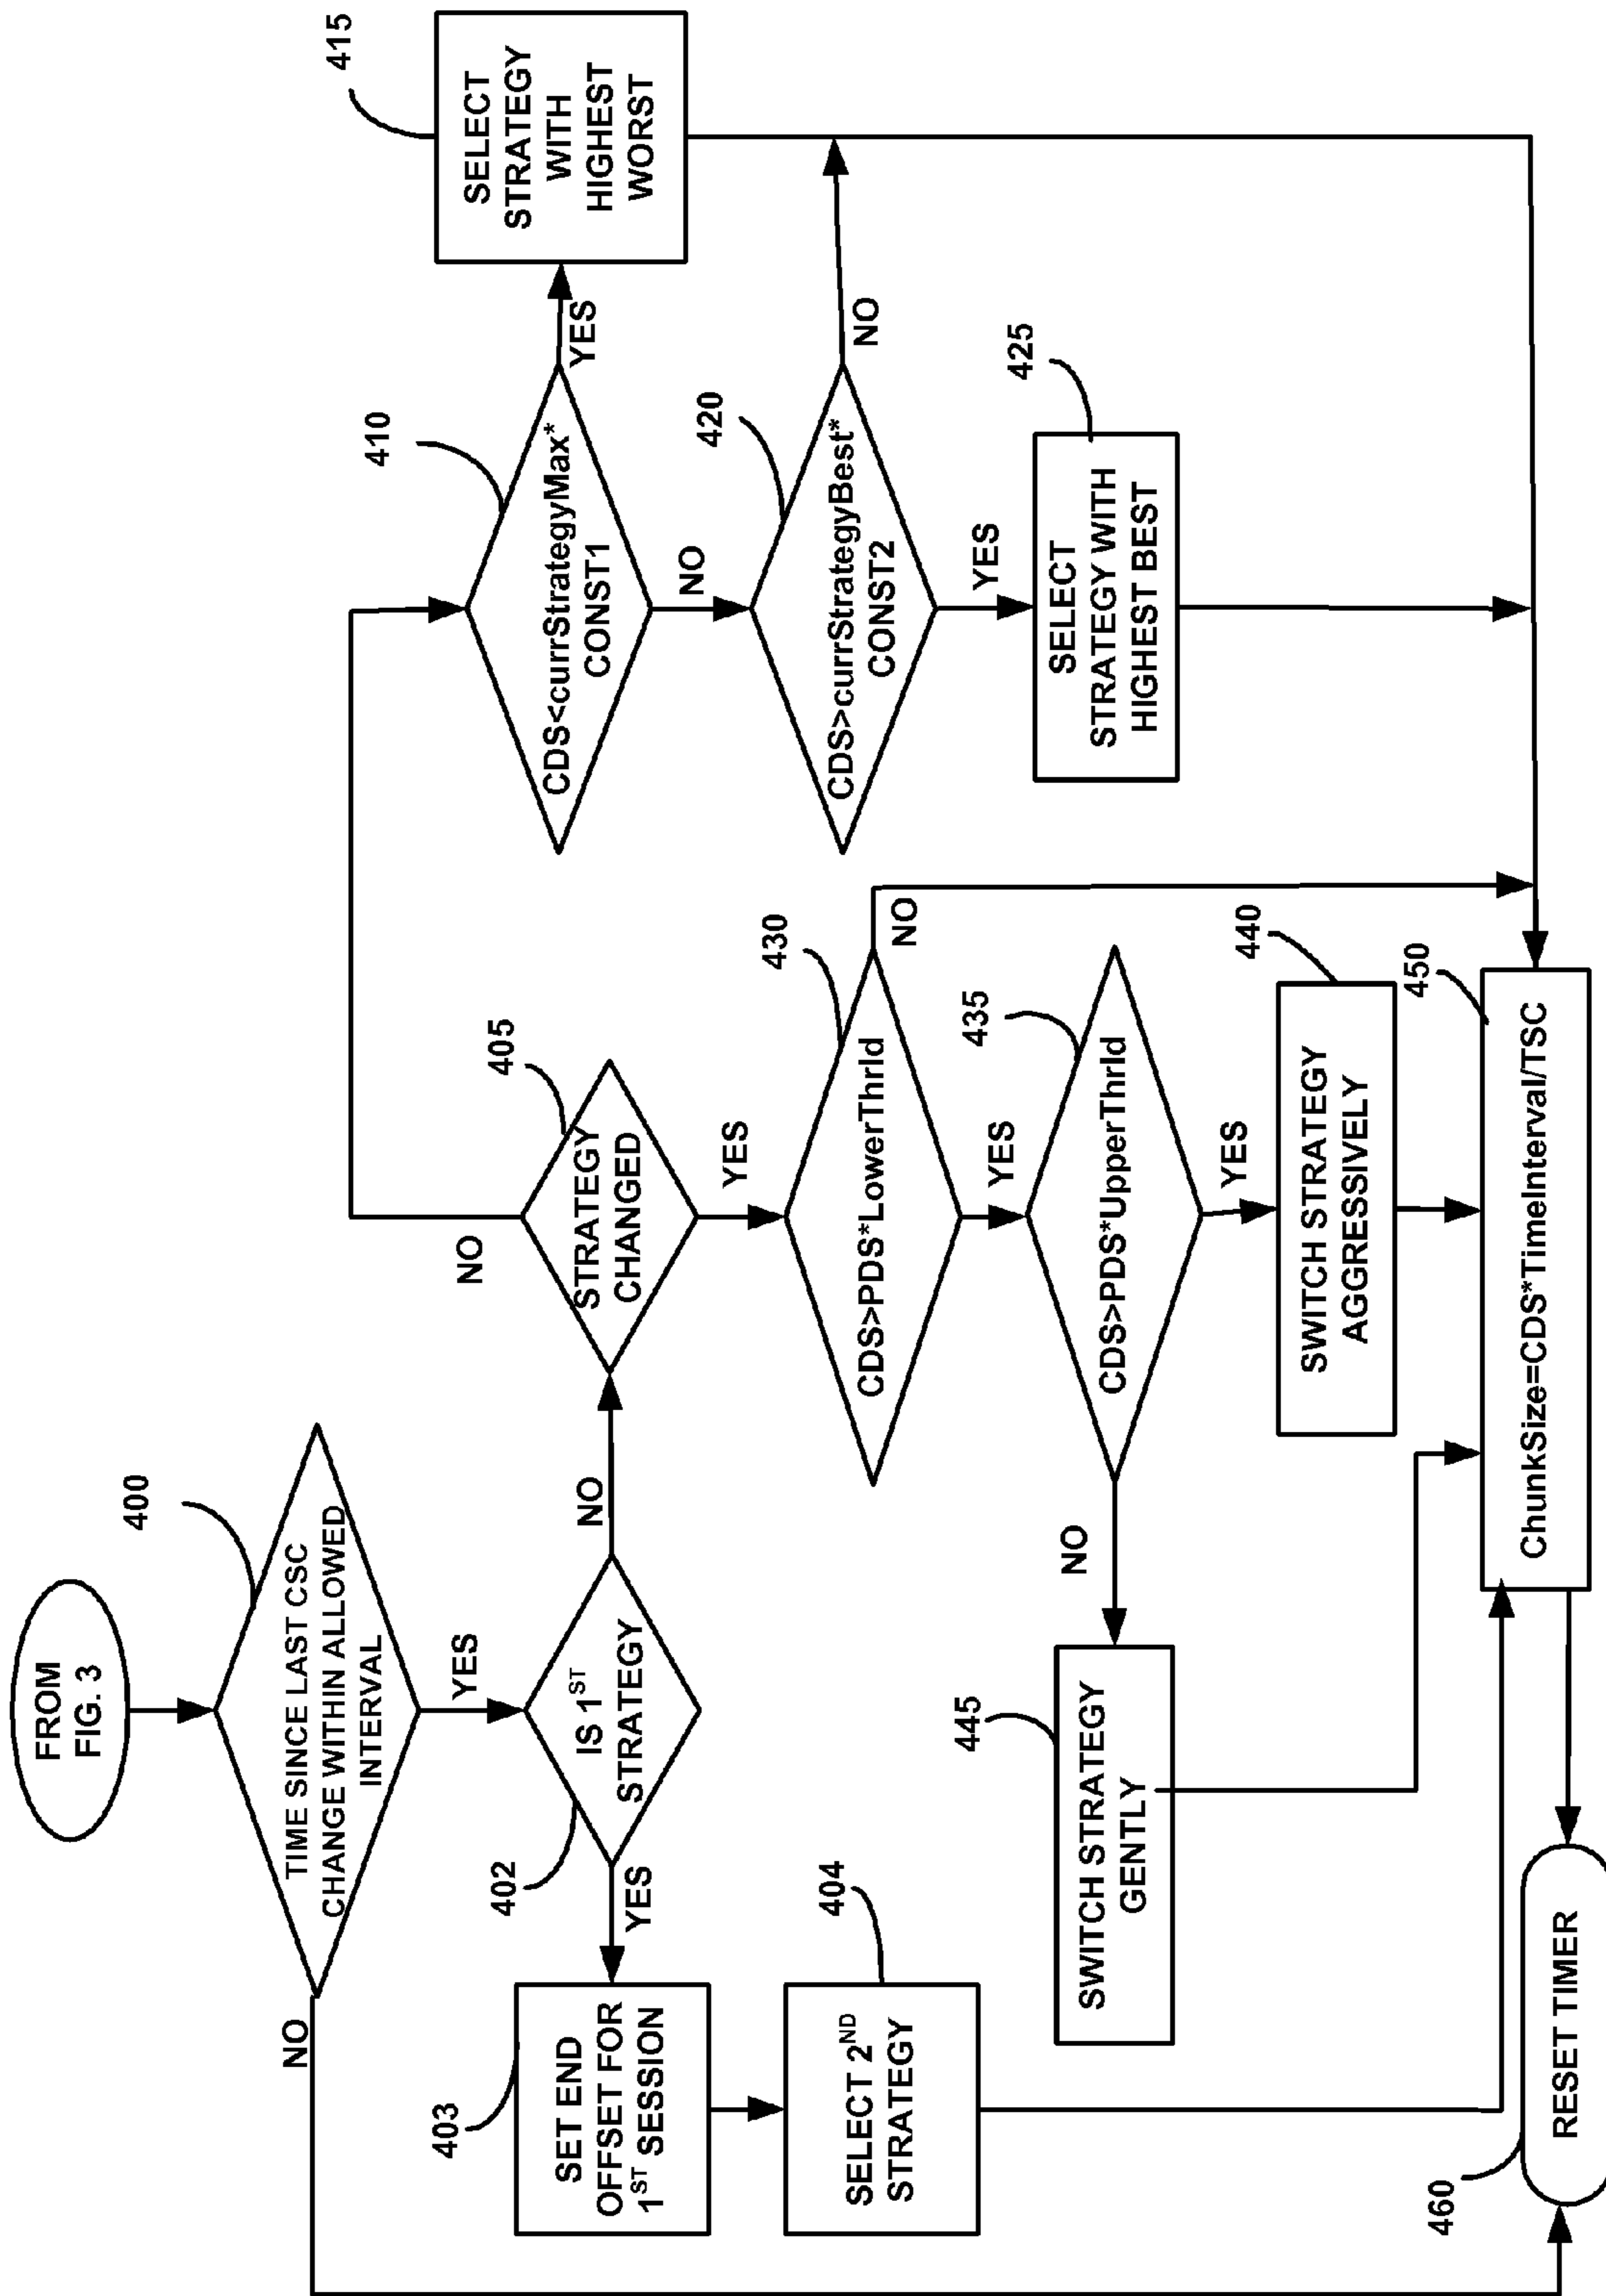 FROM
FIG. 3
400
TIME SINCE LAST CSC
CHANGE WITHIN ALLOWED
INTERVAL
NO
YES
402
IS 1ST
STRATEGY
YES
NO
403
SET END
OFFSET FOR
1ST SESSION
404
SELECT 2ND
STRATEGY
405
STRATEGY
CHANGED
NO
YES
410
CDS<currStrategyMax*
CONST1
YES
NO
415
SELECT
STRATEGY
WITH
HIGHEST
WORST
420
CDS>currStrategyBest*
CONST2
NO
YES
425
SELECT
STRATEGY WITH
HIGHEST BEST
430
CDS>PDS*LowerThrld
NO
YES
435
CDS>PDS*UpperThrld
NO
YES
440
SWITCH STRATEGY
AGGRESSIVELY
445
SWITCH STRATEGY
GENTLY
450
ChunkSize=CDS*TimeInterval/TSC
460
RESET TIMER